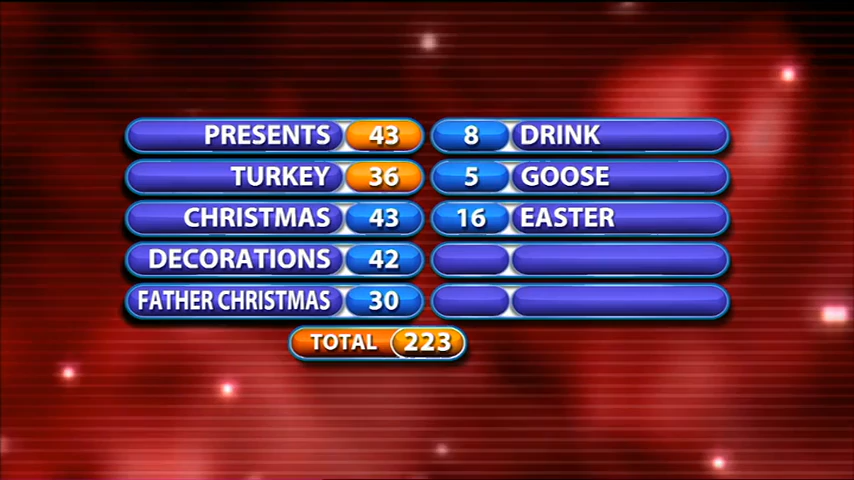 PRESENTS 43 8 DRINK
TURKEY 36 5 GOOSE
CHRISTMAS 43 16 EASTER
DECORATIONS 42
FATHER CHRISTMAS 30
TOTAL 223